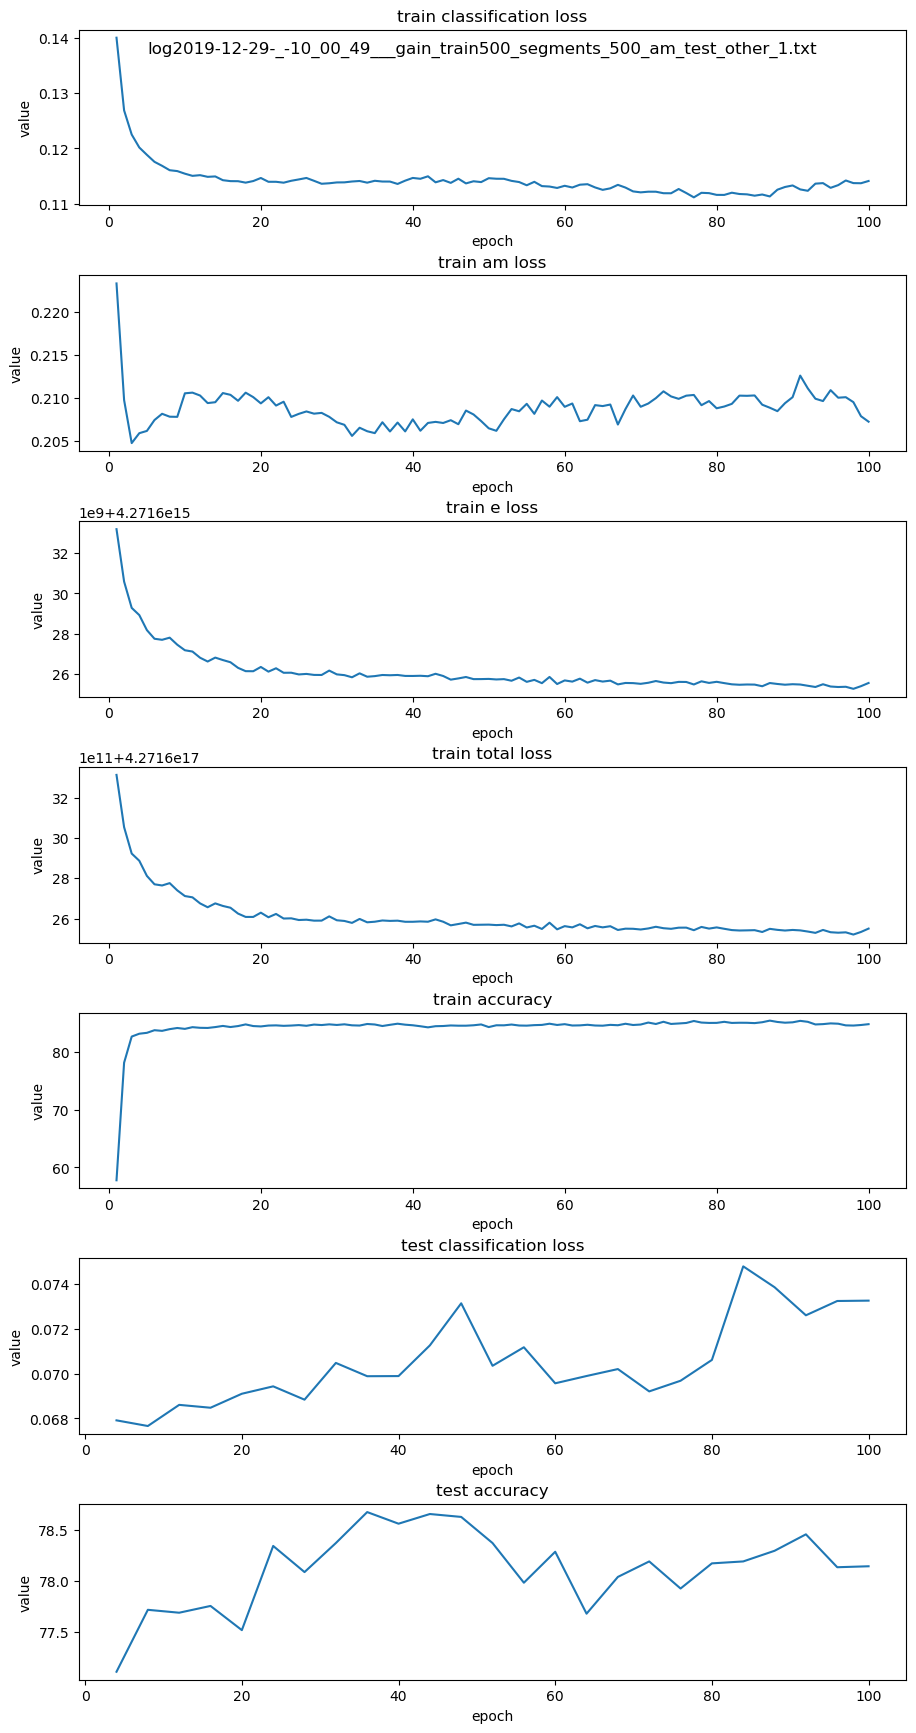 train classification loss
log2019-12-29-_-10_00_49___gain_train500_segments_500_am_test_other_1.txt
0.14
0.13
0.12
0.11
value
0 20 40 60 80 100
epoch
train am loss
0.220
0.215
0.210
0.205
value
0 20 40 60 80 100
epoch
train e loss
1e9+4.2716e15
32
30
28
26
value
0 20 40 60 80 100
epoch
train total loss
1e11+4.2716e17
32
30
28
26
value
0 20 40 60 80 100
epoch
train accuracy
80
70
60
value
0 20 40 60 80 100
epoch
test classification loss
0.074
0.072
0.070
0.068
value
0 20 40 60 80 100
epoch
test accuracy
78.5
78.0
77.5
value
0 20 40 60 80 100
epoch